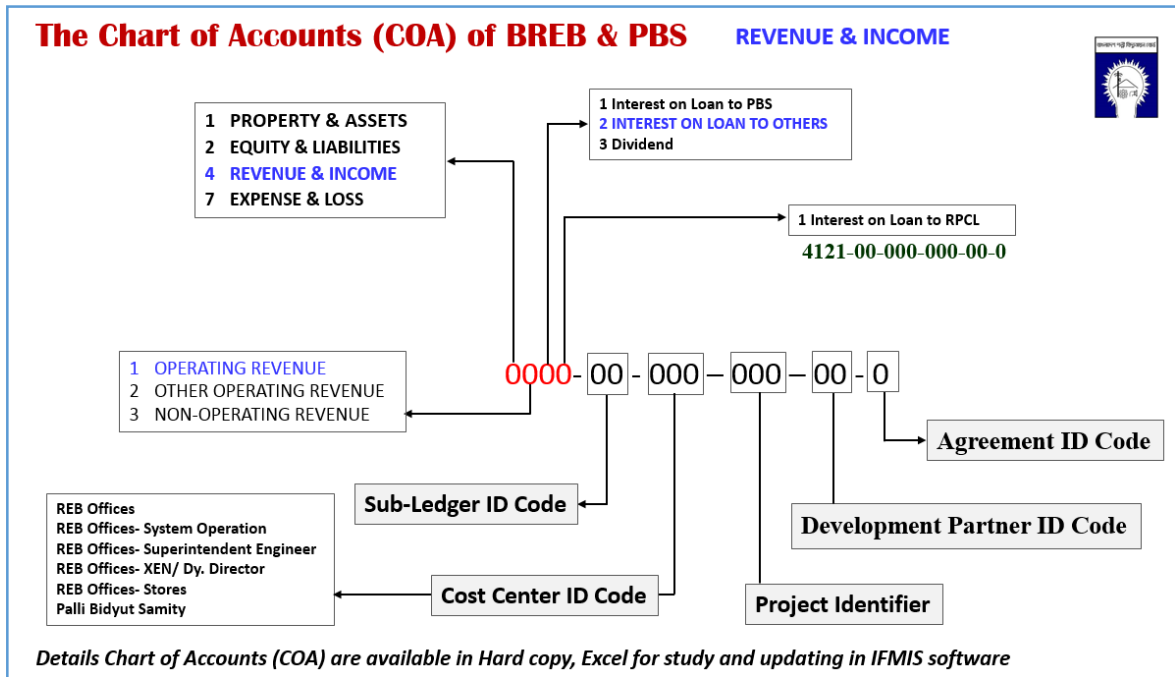 The Chart of Accounts (COA) of BREB & PBS
REVENUE & INCOME
1 PROPERTY & ASSETS
2 EQUITY & LIABILITIES
4 REVENUE & INCOME
7 EXPENSE & LOSS
1 Interest on Loan to PBS
2 INTEREST ON LOAN TO OTHERS
3 Dividend
1 Interest on Loan to RPCL
4121-00-000-000-00-0
1 OPERATING REVENUE
2 OTHER OPERATING REVENUE
3 NON-OPERATING REVENUE
0000- 00 - 000 – 000 – 00 - 0
Agreement ID Code
Sub-Ledger ID Code
Development Partner ID Code
REB Offices
REB Offices- System Operation
REB Offices- Superintendent Engineer
REB Offices- XEN/ Dy. Director
REB Offices- Stores
Palli Bidyut Samity
Cost Center ID Code
Project Identifier
Details Chart of Accounts (COA) are available in Hard copy, Excel for study and updating in IFMIS software